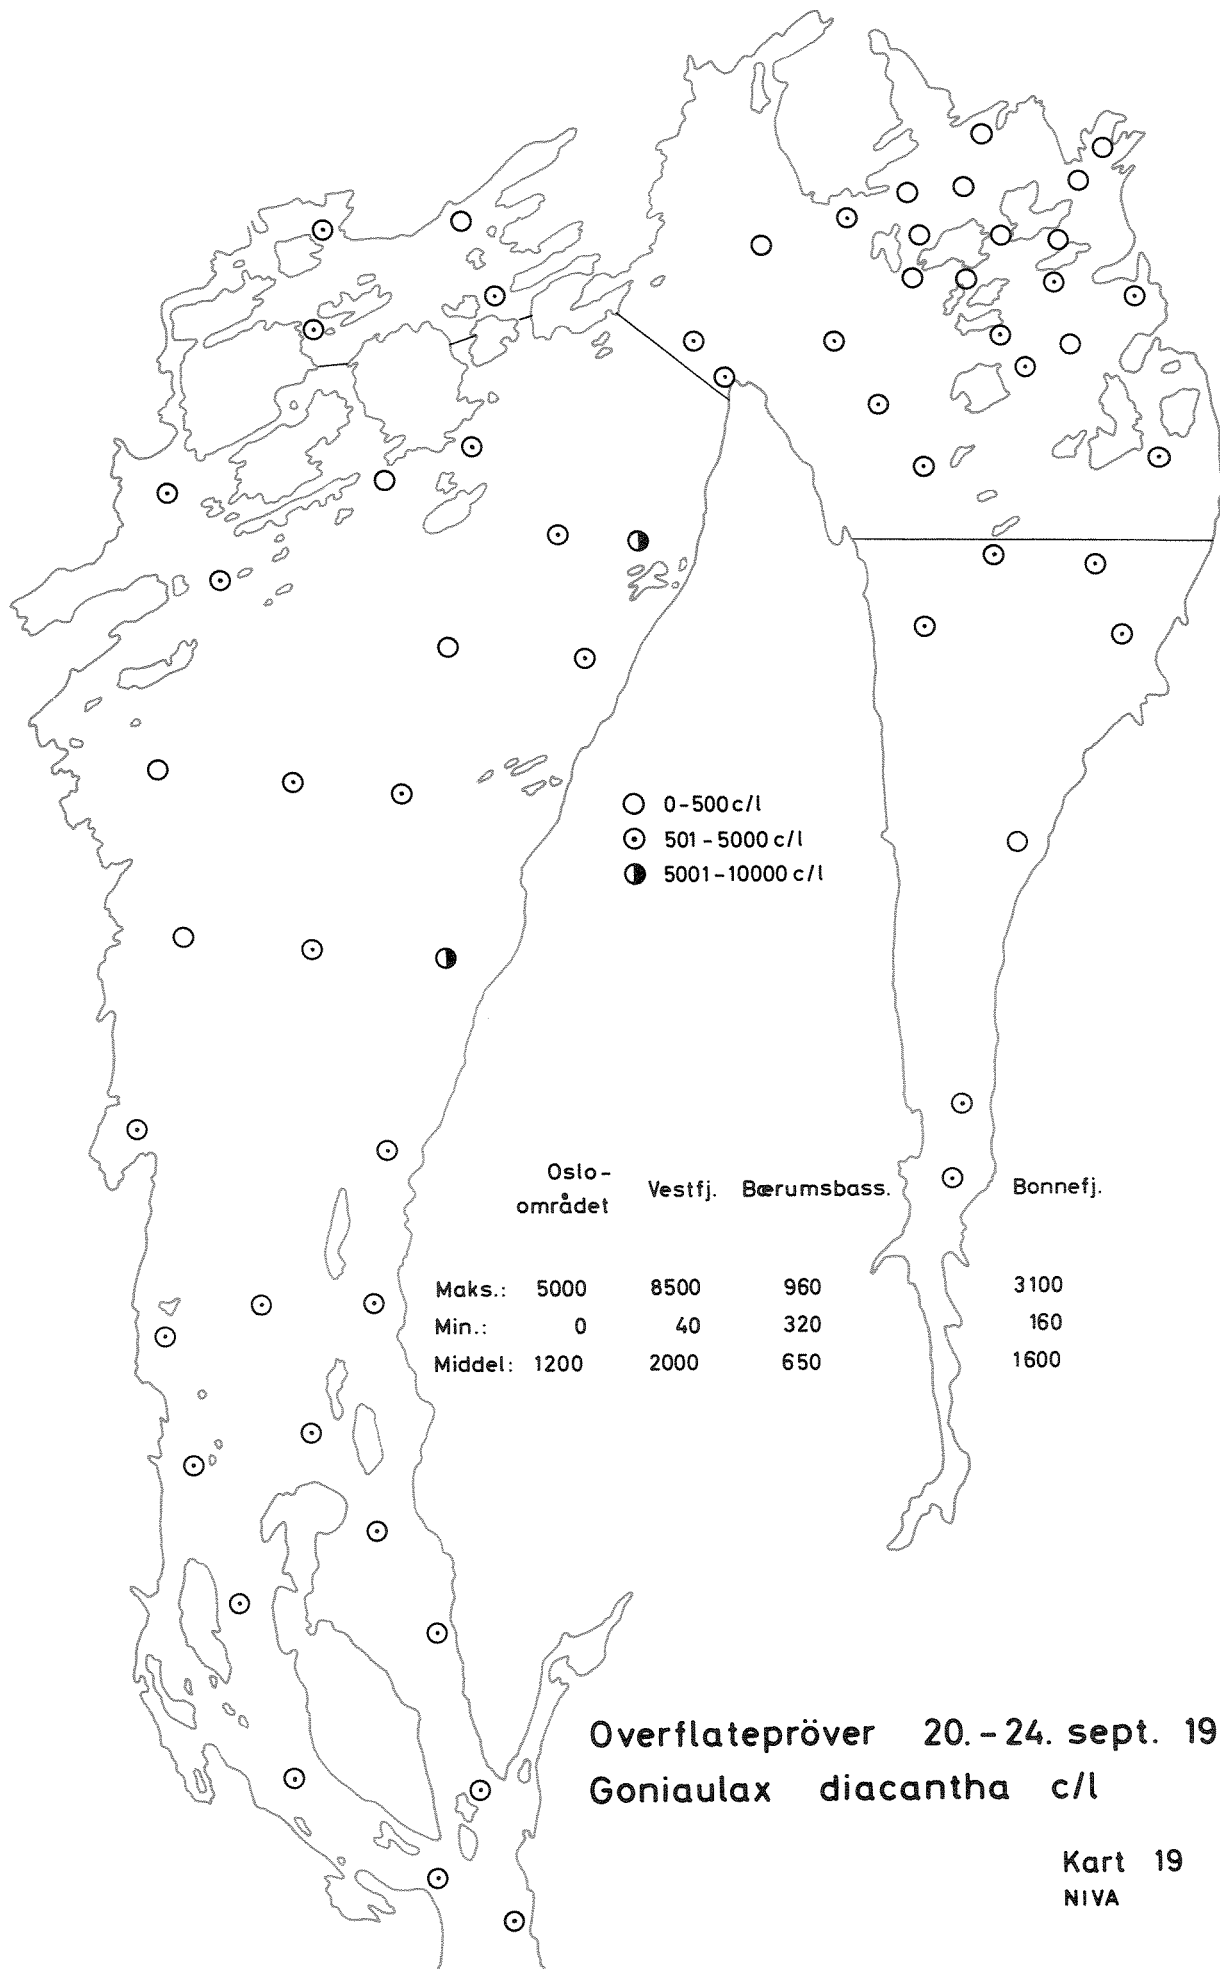 0-500 c/l
501-5000 c/l
5001-10000 c/l
Oslo-området Vestfj. Bærumsbass. Bonnefj.
Maks.: 5000 8500 960 3100
Min.: 0 40 320 160
Middel: 1200 2000 650 1600
Overflatepröver 20.-24. sept. 19
Goniaulax diacantha c/l
Kart 19
NIVA